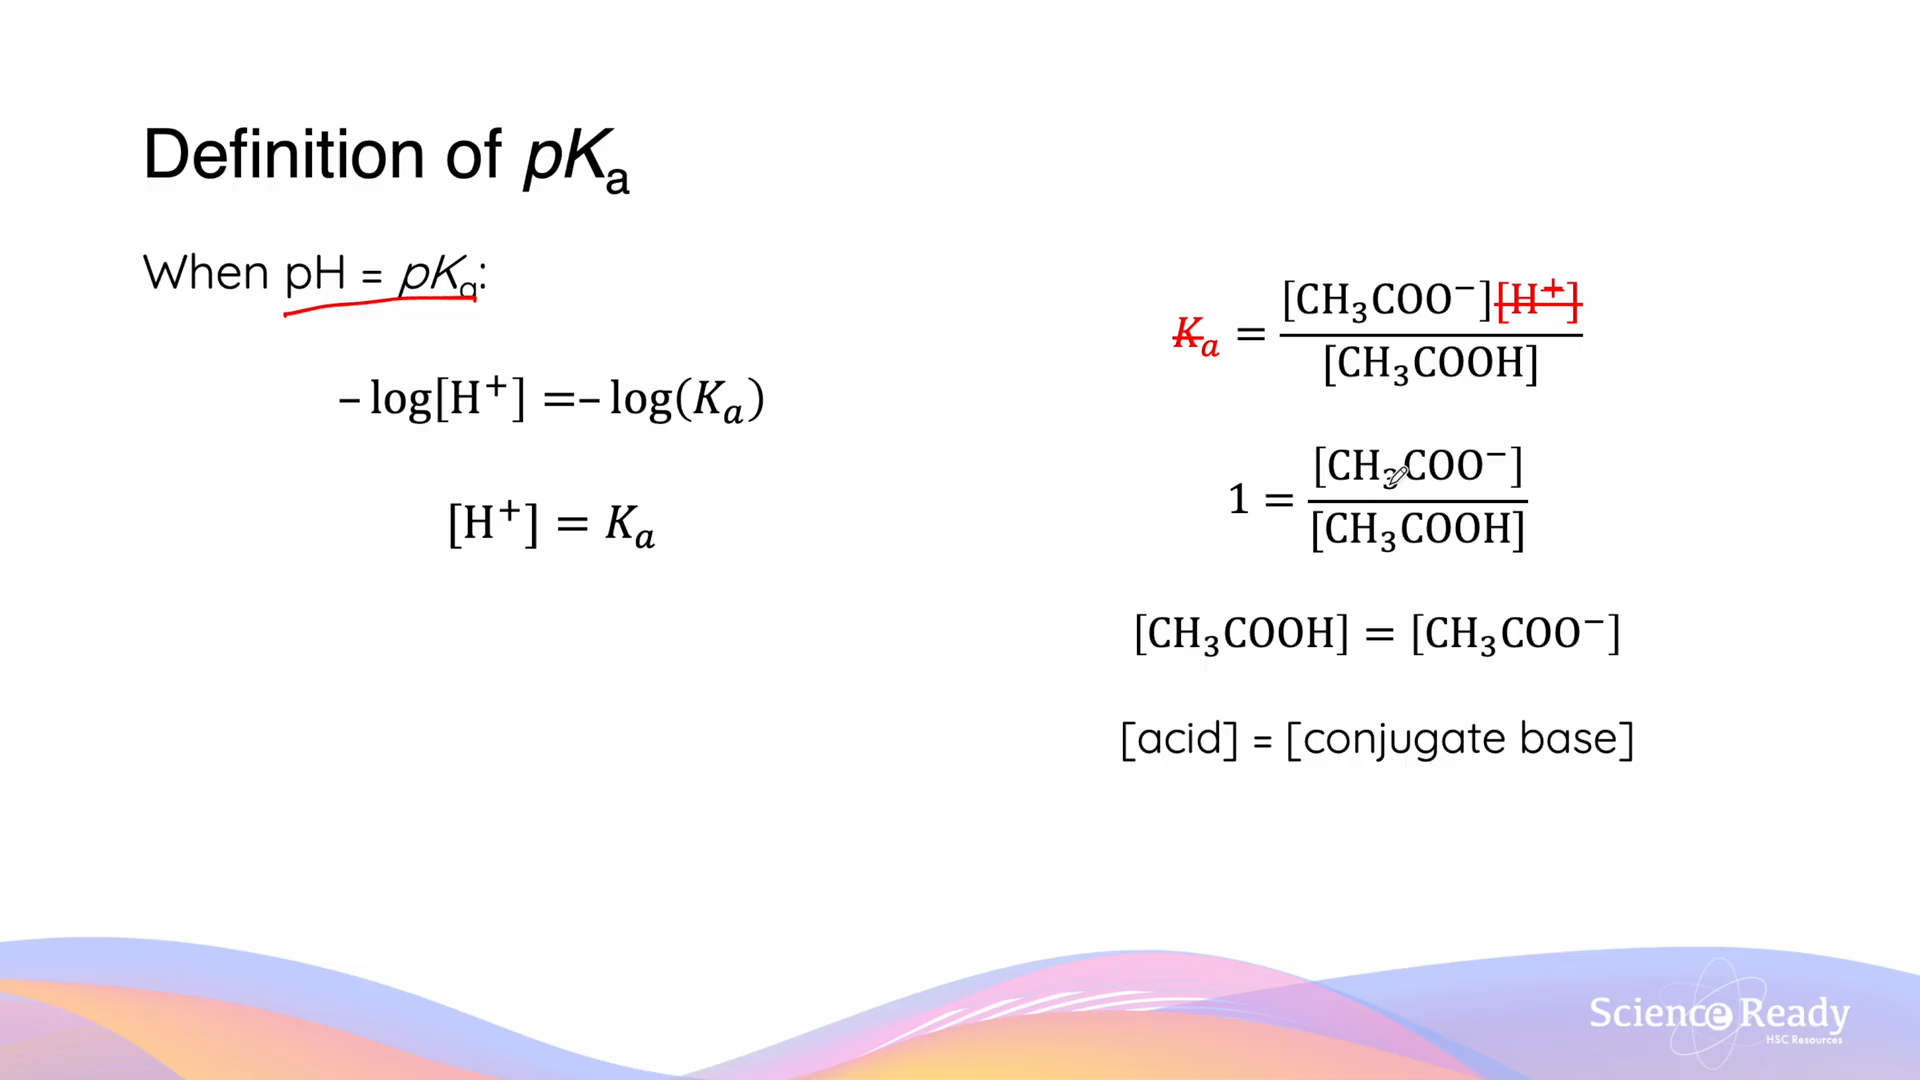 Definition of pKₐ
When pH = pKₐ:
– log[H⁺] =– log(Kₐ)
[H⁺] = Kₐ
Kₐ = [CH₃COO⁻][H⁺] / [CH₃COOH]
1 = [CH₃COO⁻] / [CH₃COOH]
[CH₃COOH] = [CH₃COO⁻]
[acid] = [conjugate base]
Science Ready
HSC Resources